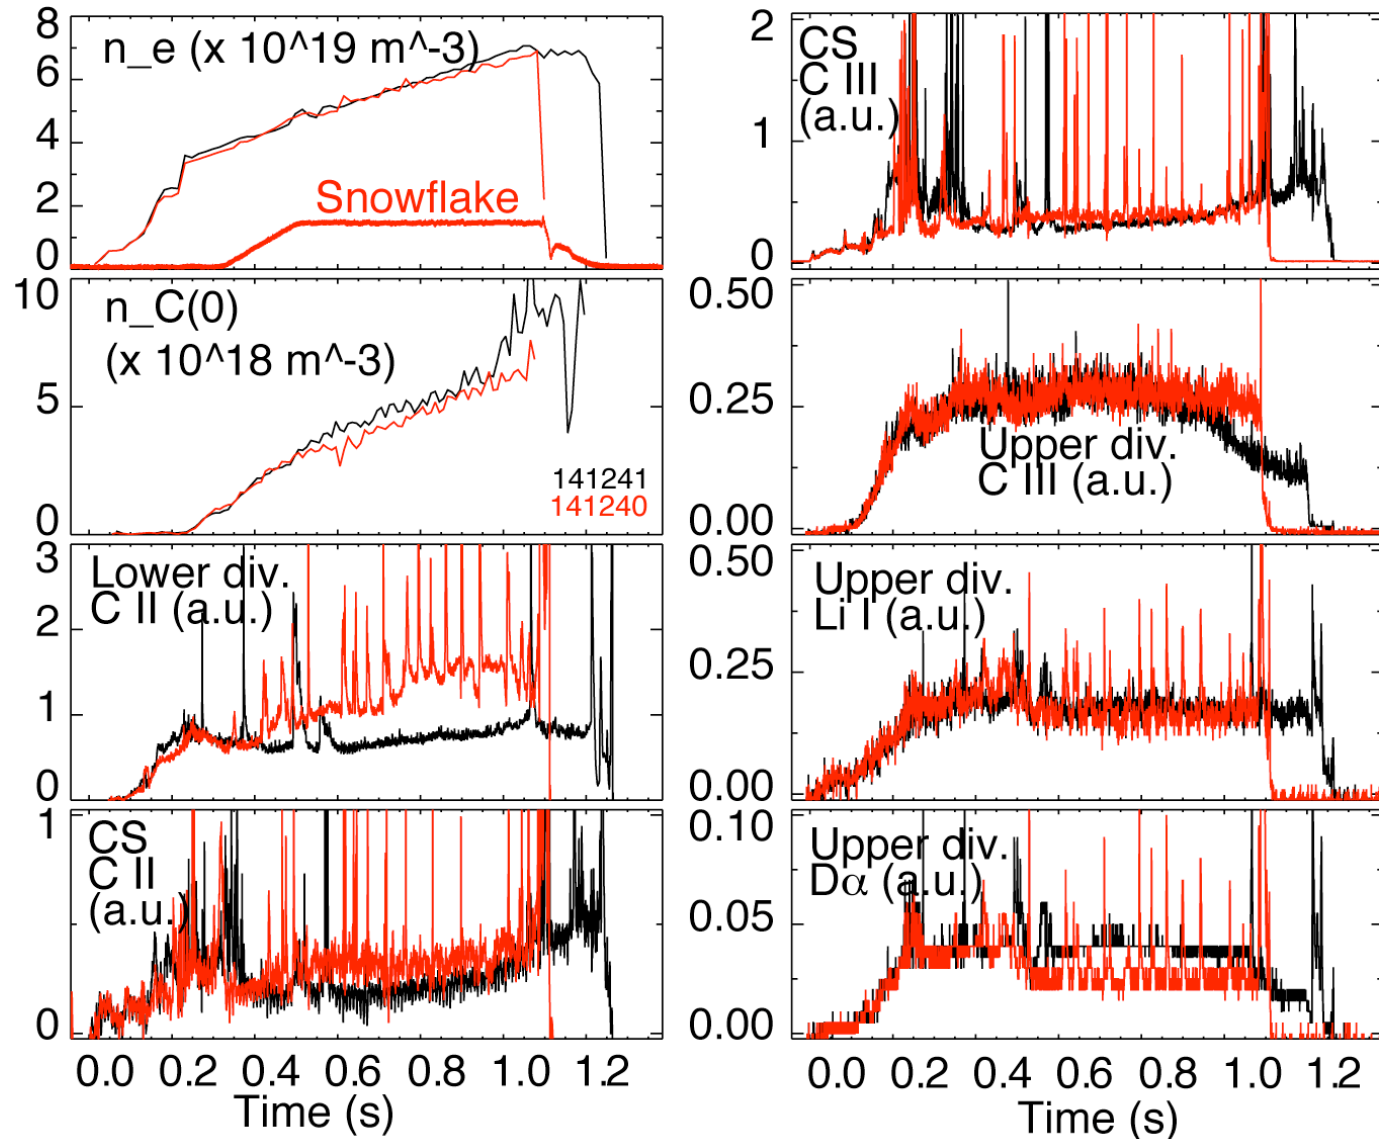 8
6
4
2
0
n_e (x 10^19 m^-3)
Snowflake
10
5
0
n_C(0)
(x 10^18 m^-3)
141241
141240
3
2
1
0
Lower div.
C II (a.u.)
1
0
CS
C II
(a.u.)
0.0 0.2 0.4 0.6 0.8 1.0 1.2
Time (s)
2
1
0
CS
C III
(a.u.)
0.50
0.25
0.00
Upper div.
C III (a.u.)
0.50
0.25
0.00
Upper div.
Li I (a.u.)
0.10
0.05
0.00
Upper div.
Dα (a.u.)
0.0 0.2 0.4 0.6 0.8 1.0 1.2
Time (s)